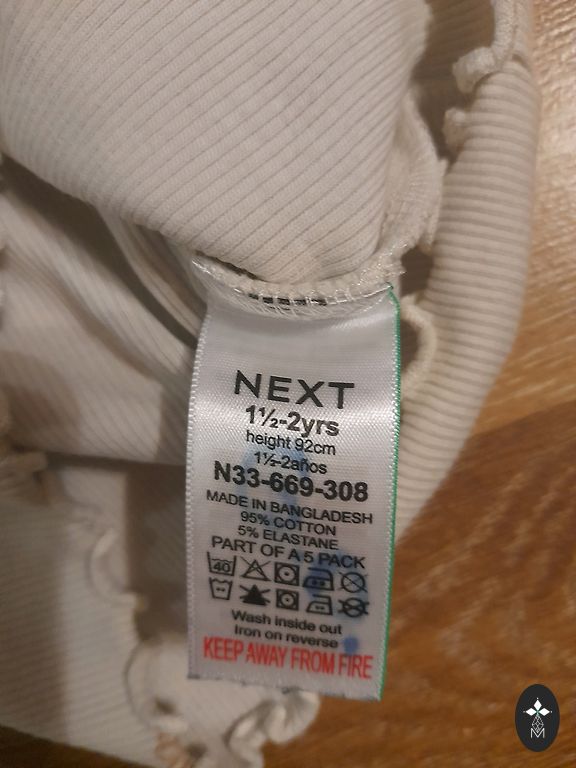 NEXT
1½-2yrs
height 92cm
1½-2años
N33-669-308
MADE IN BANGLADESH
95% COTTON
5% ELASTANE
PART OF A 5 PACK
40
Wash inside out
Iron on reverse
KEEP AWAY FROM FIRE
M